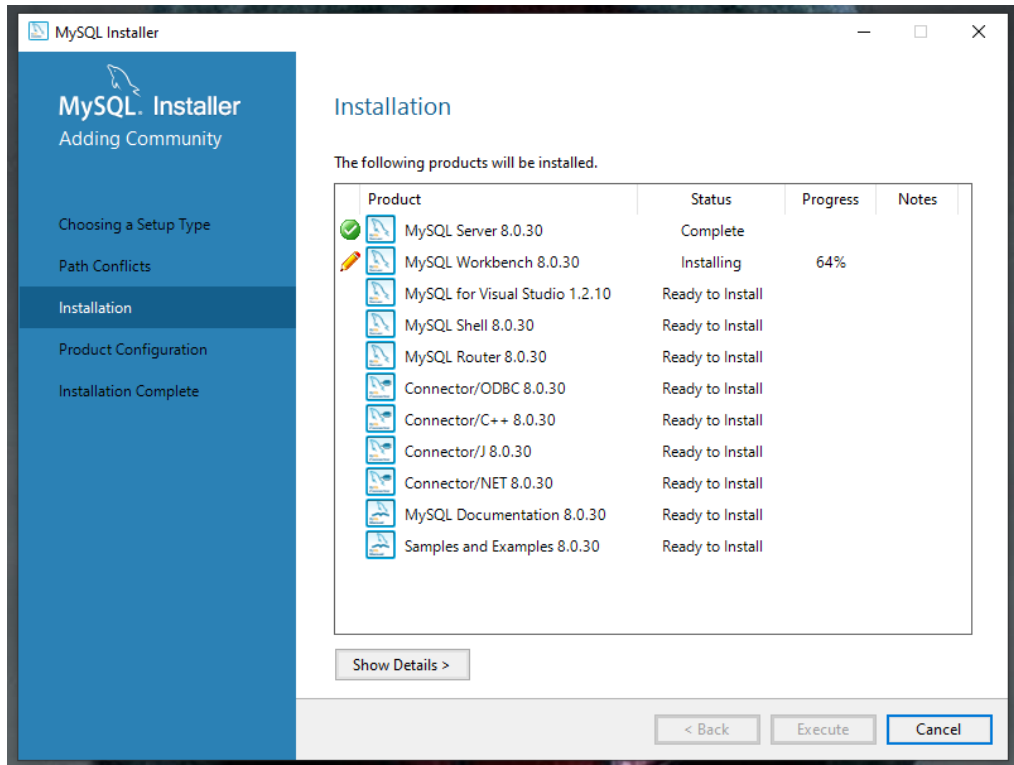 MySQL Installer
MySQL. Installer
Adding Community
Choosing a Setup Type
Path Conflicts
Installation
Product Configuration
Installation Complete
Installation
The following products will be installed.
Product Status Progress Notes
MySQL Server 8.0.30 Complete
MySQL Workbench 8.0.30 Installing 64%
MySQL for Visual Studio 1.2.10 Ready to Install
MySQL Shell 8.0.30 Ready to Install
MySQL Router 8.0.30 Ready to Install
Connector/ODBC 8.0.30 Ready to Install
Connector/C++ 8.0.30 Ready to Install
Connector/J 8.0.30 Ready to Install
Connector/NET 8.0.30 Ready to Install
MySQL Documentation 8.0.30 Ready to Install
Samples and Examples 8.0.30 Ready to Install
Show Details >
< Back Execute Cancel